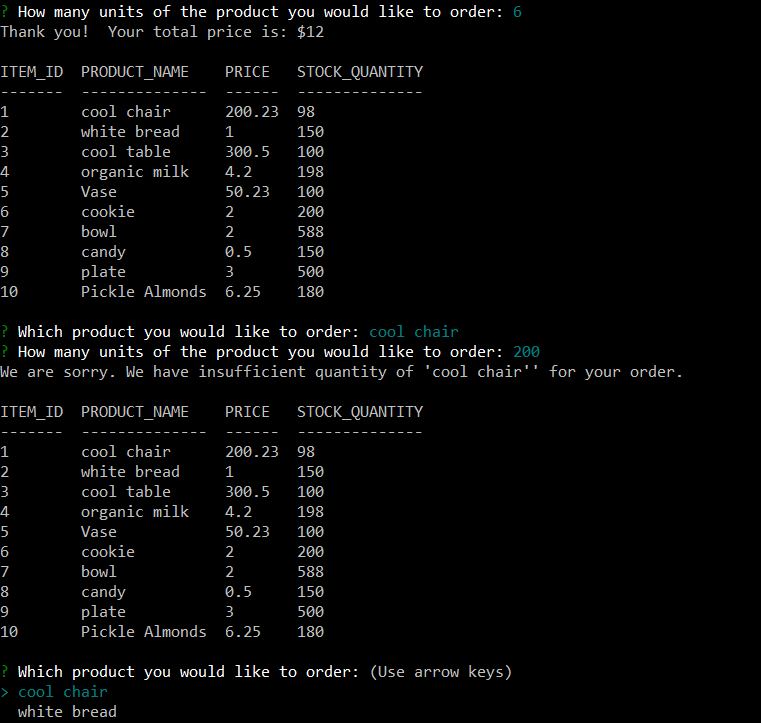 ? How many units of the product you would like to order: 6
Thank you!  Your total price is: $12
ITEM_ID  PRODUCT_NAME    PRICE   STOCK_QUANTITY
-------  --------------  ------  --------------
1        cool chair      200.23  98
2        white bread     1       150
3        cool table      300.5   100
4        organic milk    4.2     198
5        Vase            50.23   100
6        cookie          2       200
7        bowl            2       588
8        candy           0.5     150
9        plate           3       500
10       Pickle Almonds  6.25    180
? Which product you would like to order: cool chair
? How many units of the product you would like to order: 200
We are sorry. We have insufficient quantity of 'cool chair'' for your order.
ITEM_ID  PRODUCT_NAME    PRICE   STOCK_QUANTITY
-------  --------------  ------  --------------
1        cool chair      200.23  98
2        white bread     1       150
3        cool table      300.5   100
4        organic milk    4.2     198
5        Vase            50.23   100
6        cookie          2       200
7        bowl            2       588
8        candy           0.5     150
9        plate           3       500
10       Pickle Almonds  6.25    180
? Which product you would like to order: (Use arrow keys)
> cool chair
  white bread